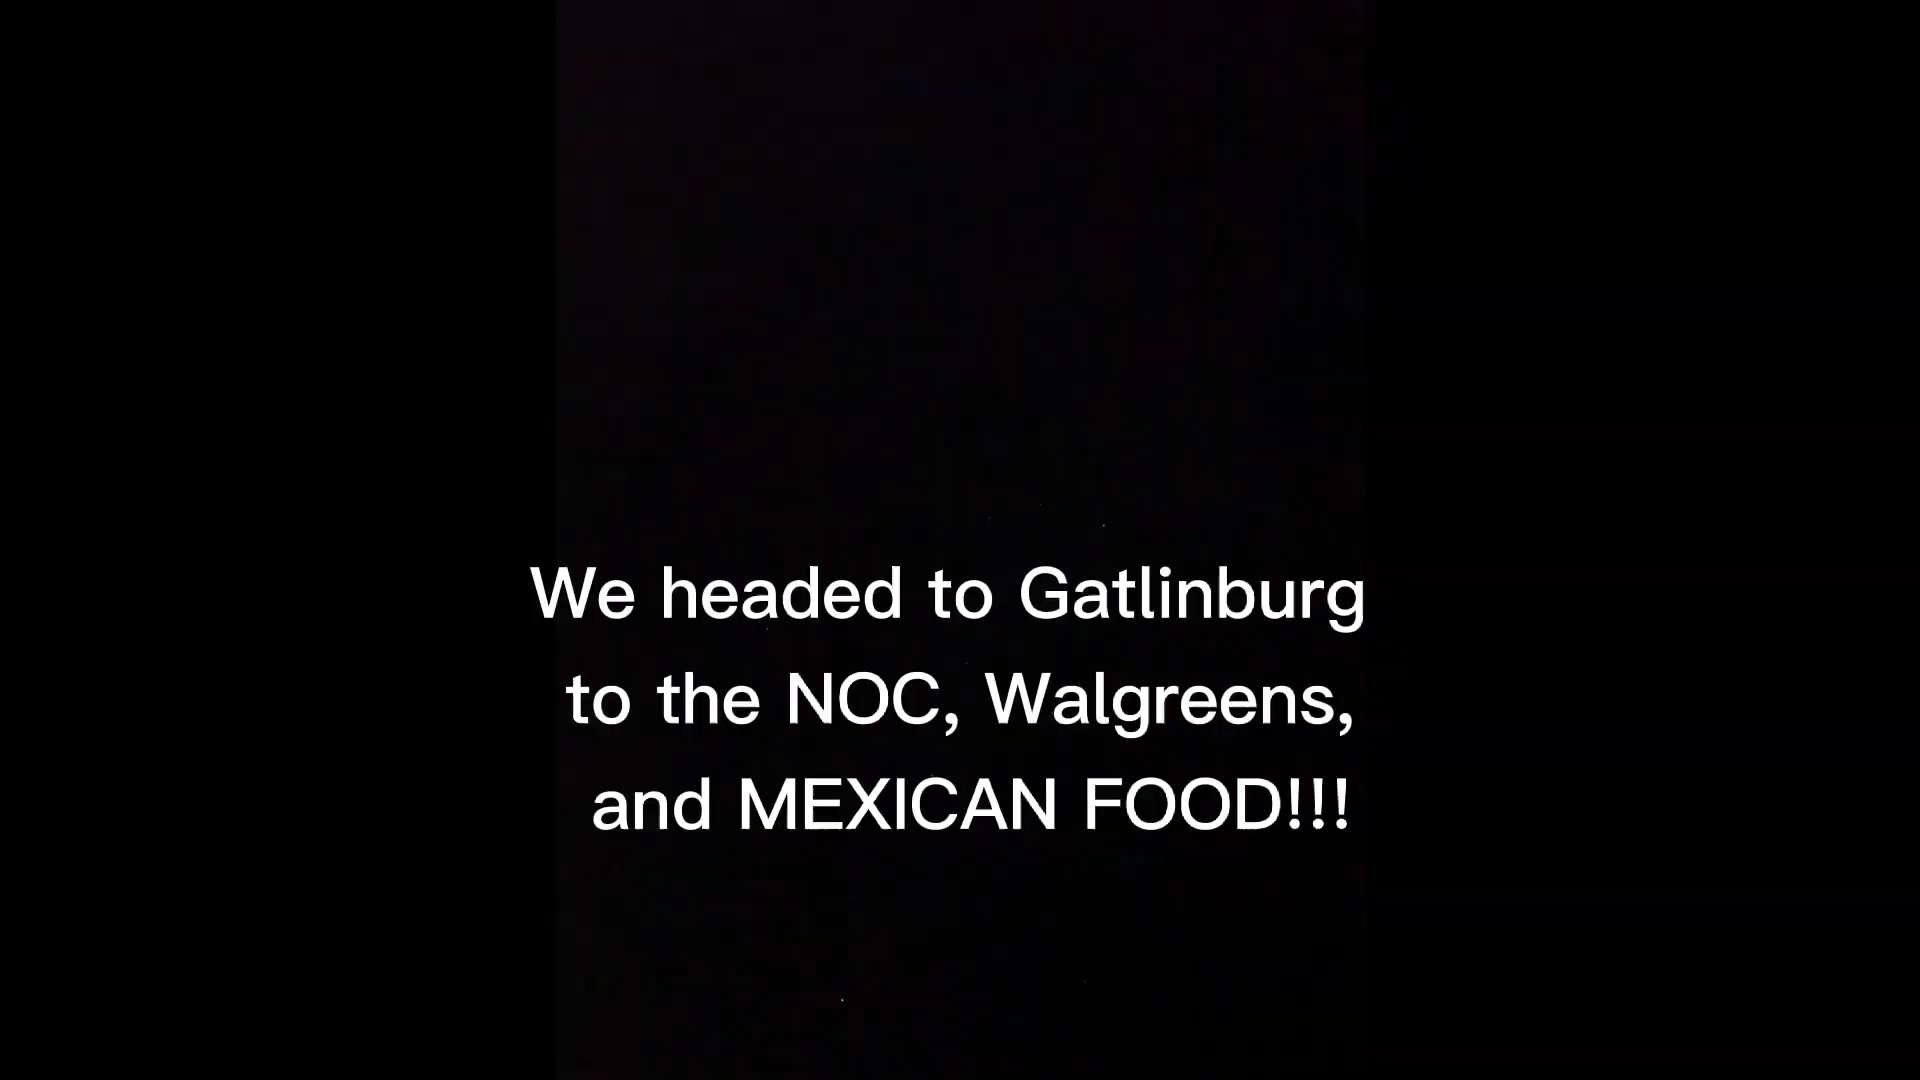 We headed to Gatlinburg
to the NOC, Walgreens,
and MEXICAN FOOD!!!